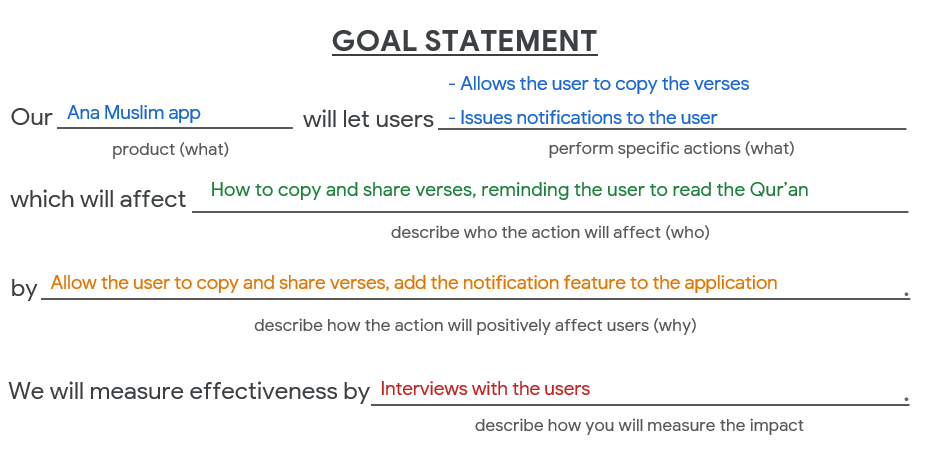 GOAL STATEMENT
- Allows the user to copy the verses
Our Ana Muslim app will let users - Issues notifications to the user
product (what) perform specific actions (what)
which will affect How to copy and share verses, reminding the user to read the Qur’an
describe who the action will affect (who)
by Allow the user to copy and share verses, add the notification feature to the application .
describe how the action will positively affect users (why)
We will measure effectiveness by Interviews with the users .
describe how you will measure the impact